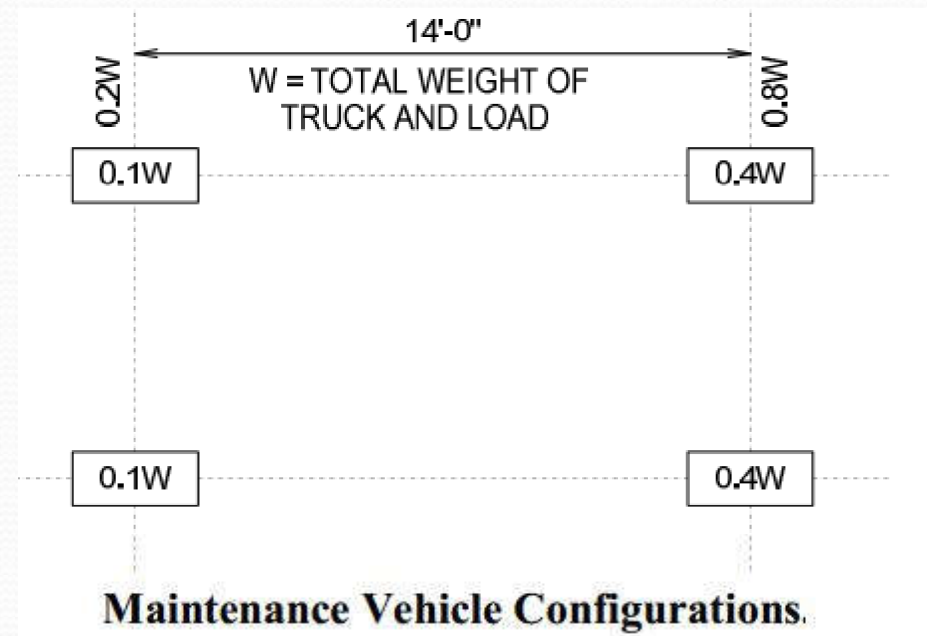 14'-0"
0.2W
W = TOTAL WEIGHT OF
TRUCK AND LOAD
0.8W
0.1W
0.4W
0.1W
0.4W
Maintenance Vehicle Configurations.